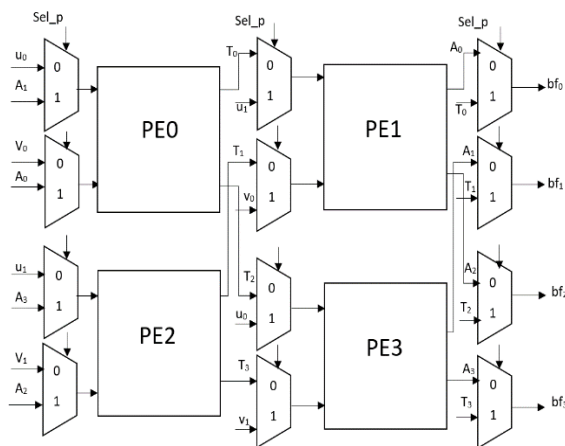 Sel_p
Sel_p
Sel_p
u₀
0
A₁
1
PE0
T₀
0
u₁
1
PE1
A₀
0
T₀
1
bf₀
V₀
0
A₀
1
T₁
0
v₀
1
A₁
0
T₁
1
bf₁
u₁
0
A₃
1
PE2
T₂
0
u₀
1
PE3
A₂
0
T₂
1
bf₂
V₁
0
A₂
1
T₃
0
v₁
1
A₃
0
T₃
1